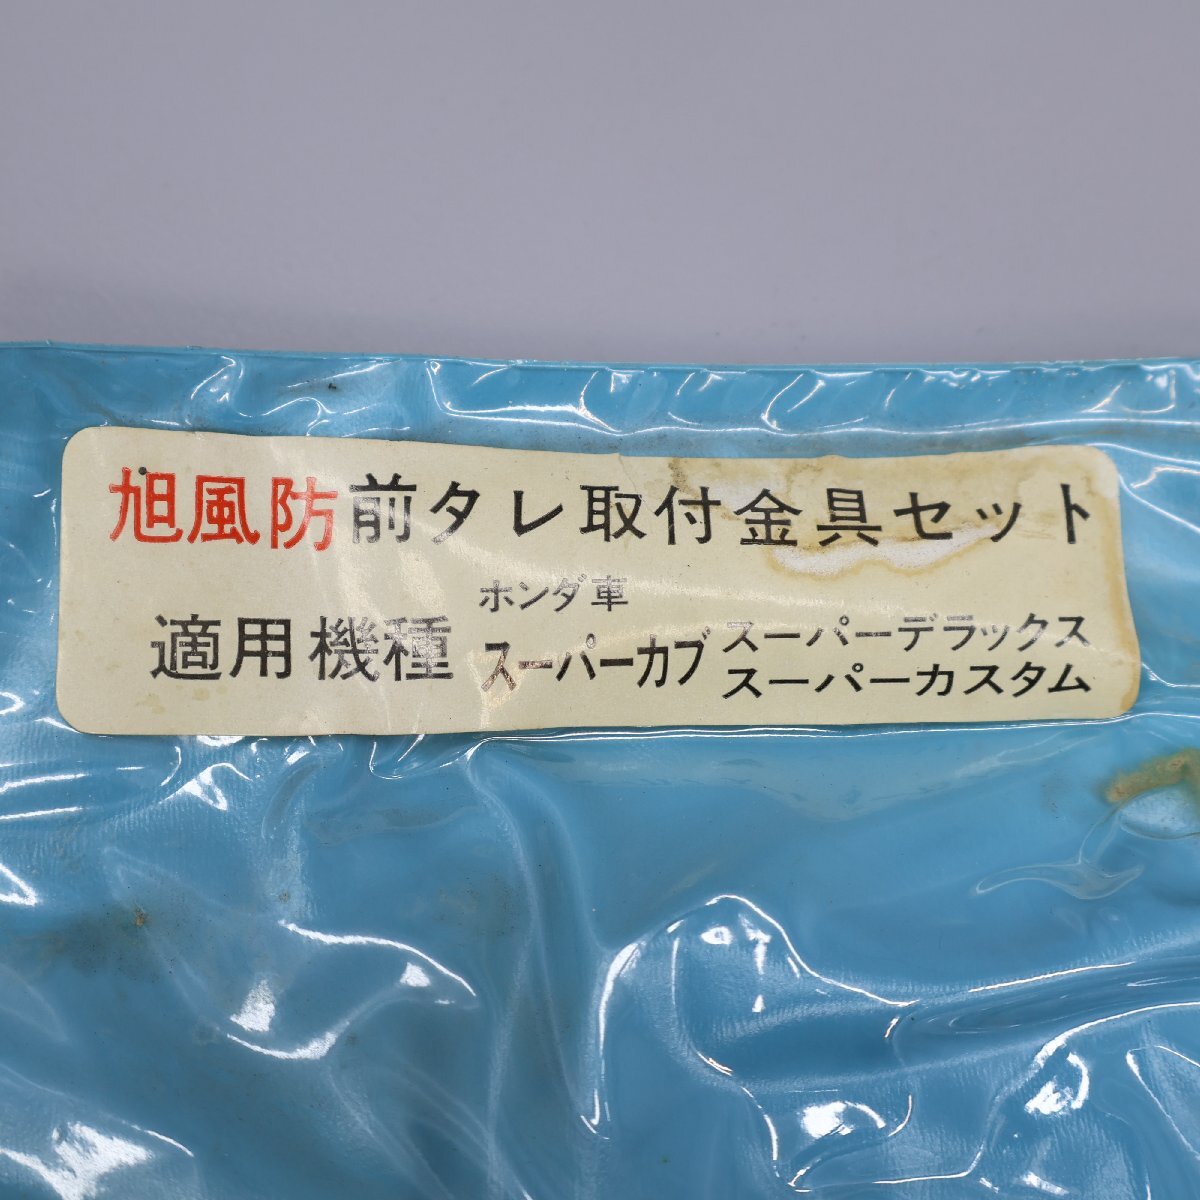 旭風防前タレ取付金具セット
ホンダ車
適用機種 スーパーカブ スーパーデラックス
スーパーカスタム